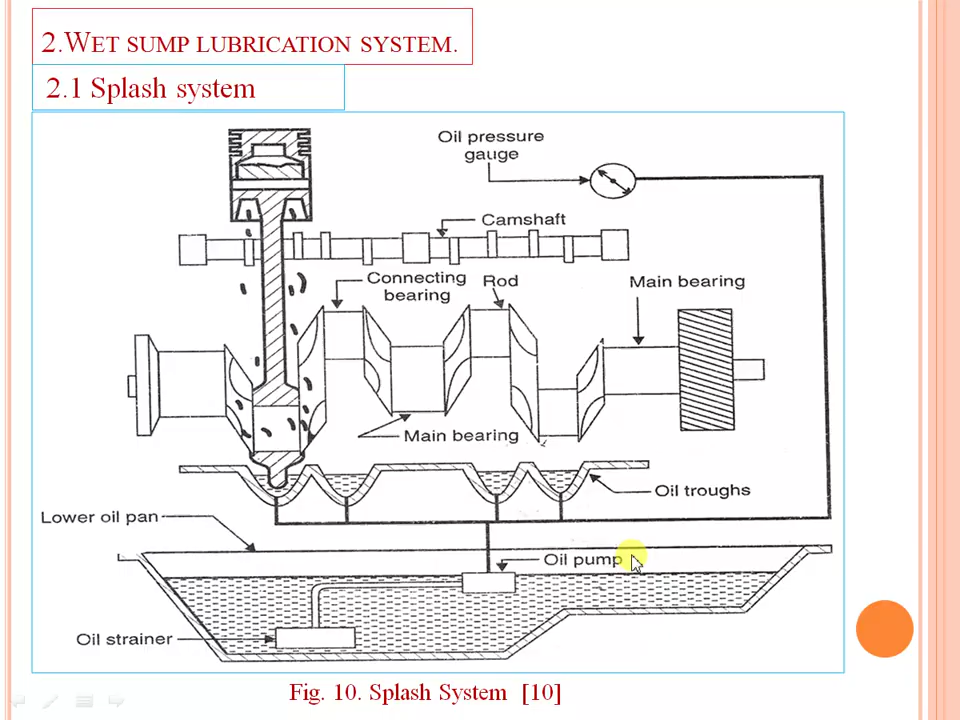 2.WET SUMP LUBRICATION SYSTEM.
2.1 Splash system
Oil pressure
gauge
Camshaft
Connecting
bearing
Rod
Main bearing
Main bearing
Oil troughs
Lower oil pan
Oil pump
Oil strainer
Fig. 10. Splash System [10]